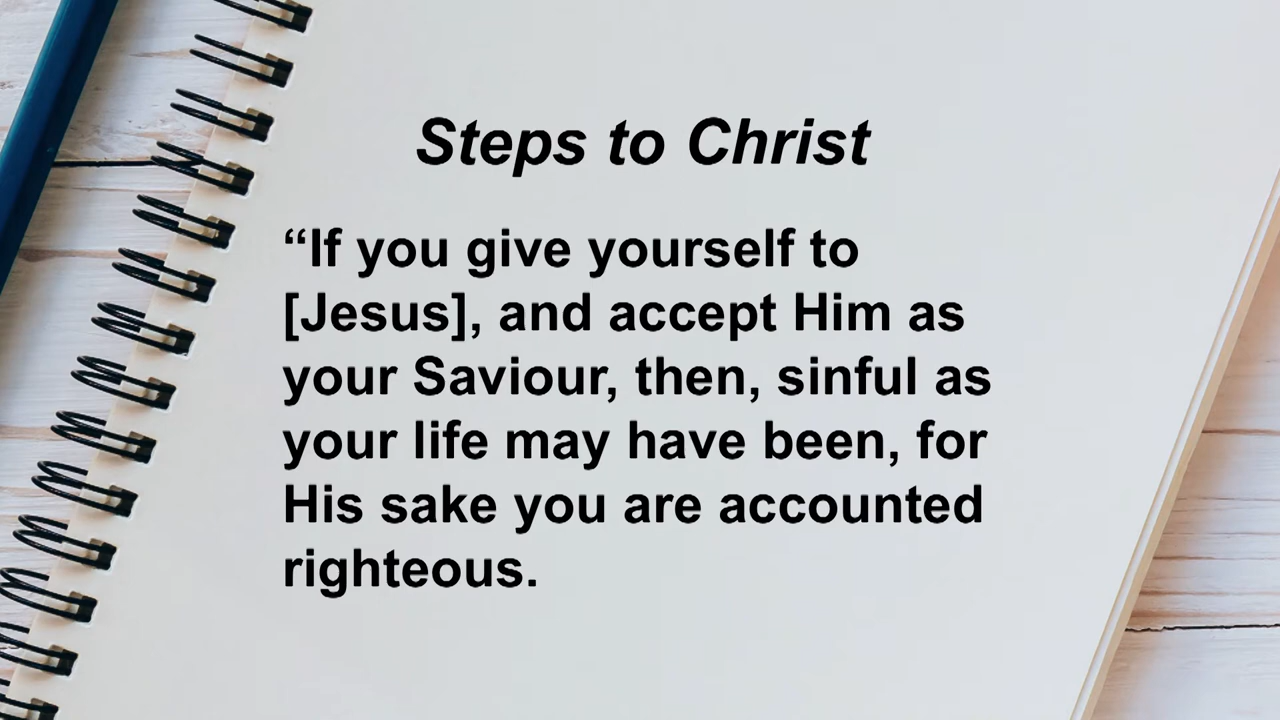 Steps to Christ
“If you give yourself to
[Jesus], and accept Him as
your Saviour, then, sinful as
your life may have been, for
His sake you are accounted
righteous.